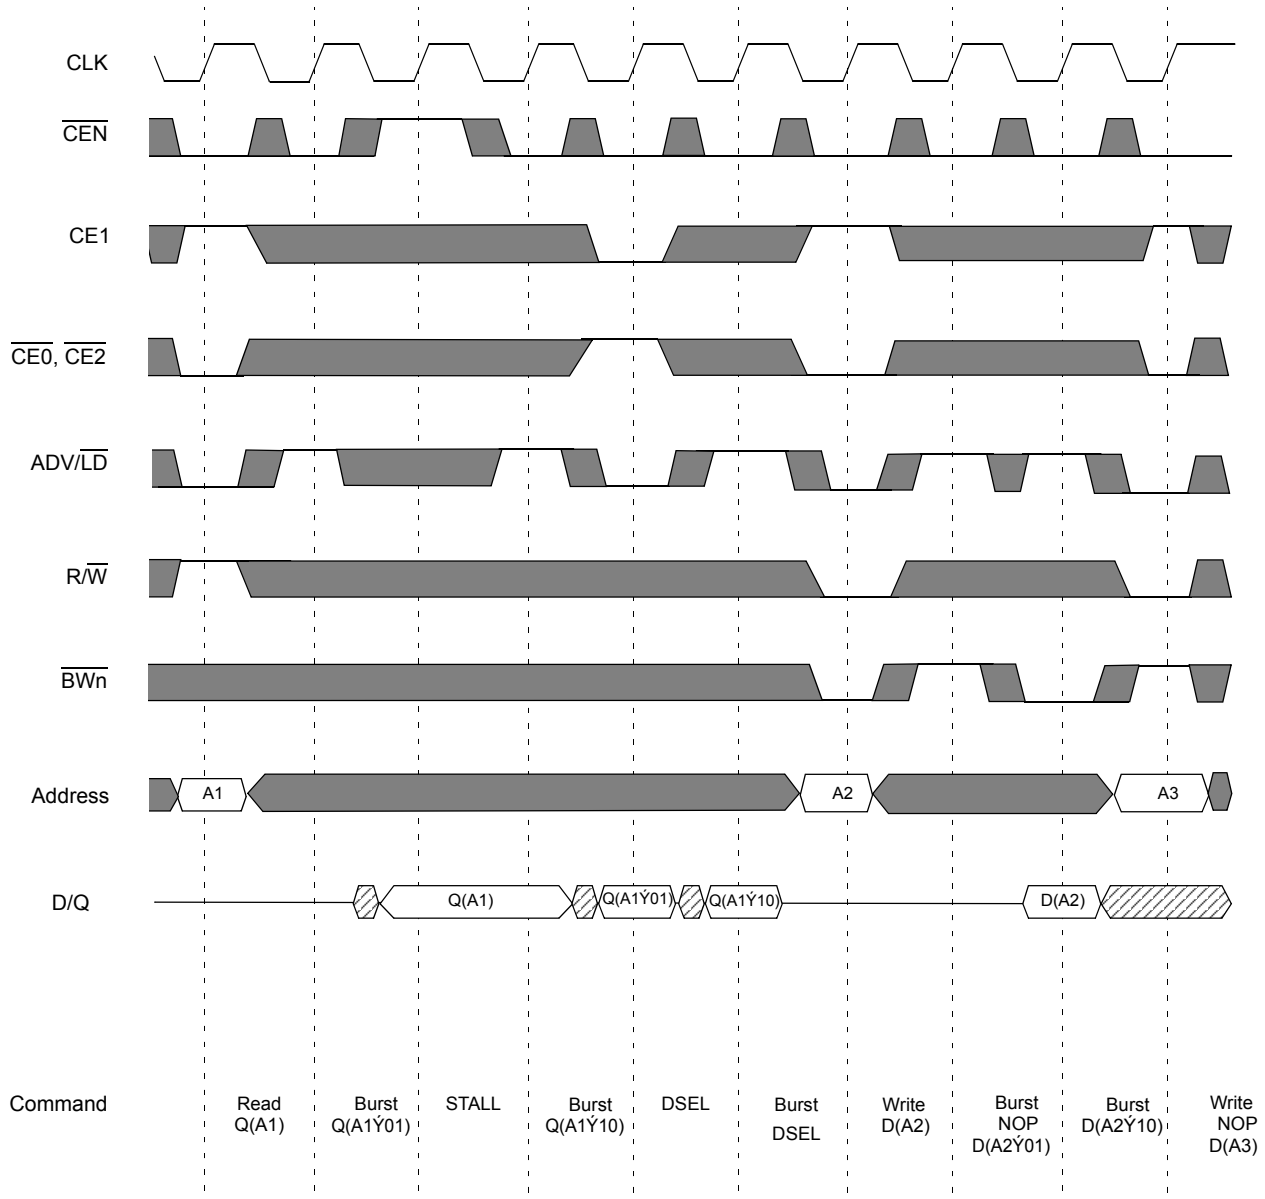 CLK
CEN
CE1
CE0, CE2
ADV/LD
R/W
BWn
Address A1 A2 A3
D/Q Q(A1) Q(A1Ý01) Q(A1Ý10) D(A2)
Command
Read
Q(A1)
Burst
Q(A1Ý01)
STALL
Burst
Q(A1Ý10)
DSEL
Burst
DSEL
Write
D(A2)
Burst
NOP
D(A2Ý01)
Burst
D(A2Ý10)
Write
NOP
D(A3)